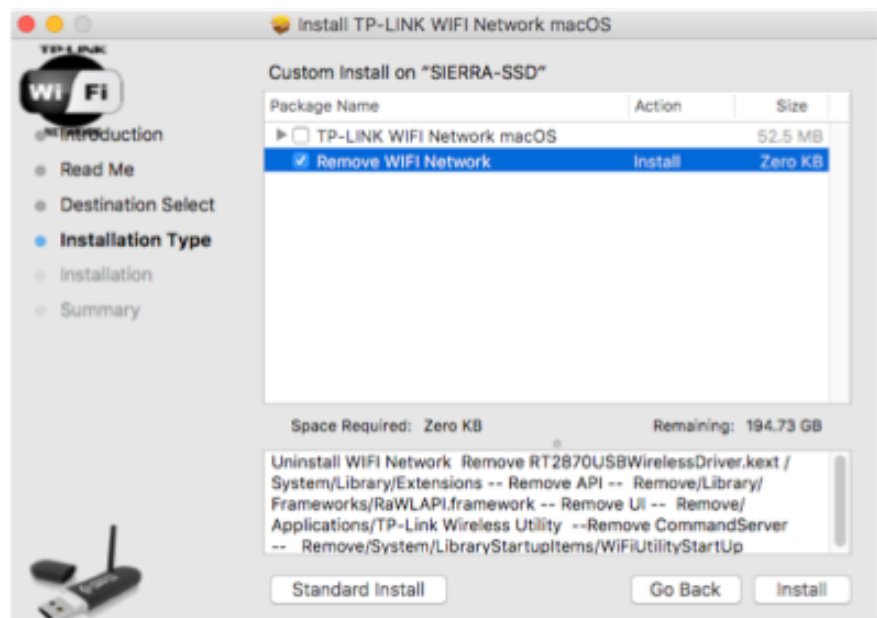 Install TP-LINK WIFI Network macOS
TP-LINK
Wi Fi
Introduction
Read Me
Destination Select
Installation Type
Installation
Summary
Custom Install on "SIERRA-SSD"
Package Name Action Size
TP-LINK WIFI Network macOS 52.5 MB
Remove WIFI Network Install Zero KB
Space Required: Zero KB Remaining: 194.73 GB
Uninstall WIFI Network Remove RT2870USBWirelessDriver.kext /
System/Library/Extensions -- Remove API -- Remove/Library/
Frameworks/RaWLAPI.framework -- Remove UI -- Remove/
Applications/TP-Link Wireless Utility --Remove CommandServer
-- Remove/System/LibraryStartupItems/WiFiUtilityStartUp
Standard Install Go Back Install